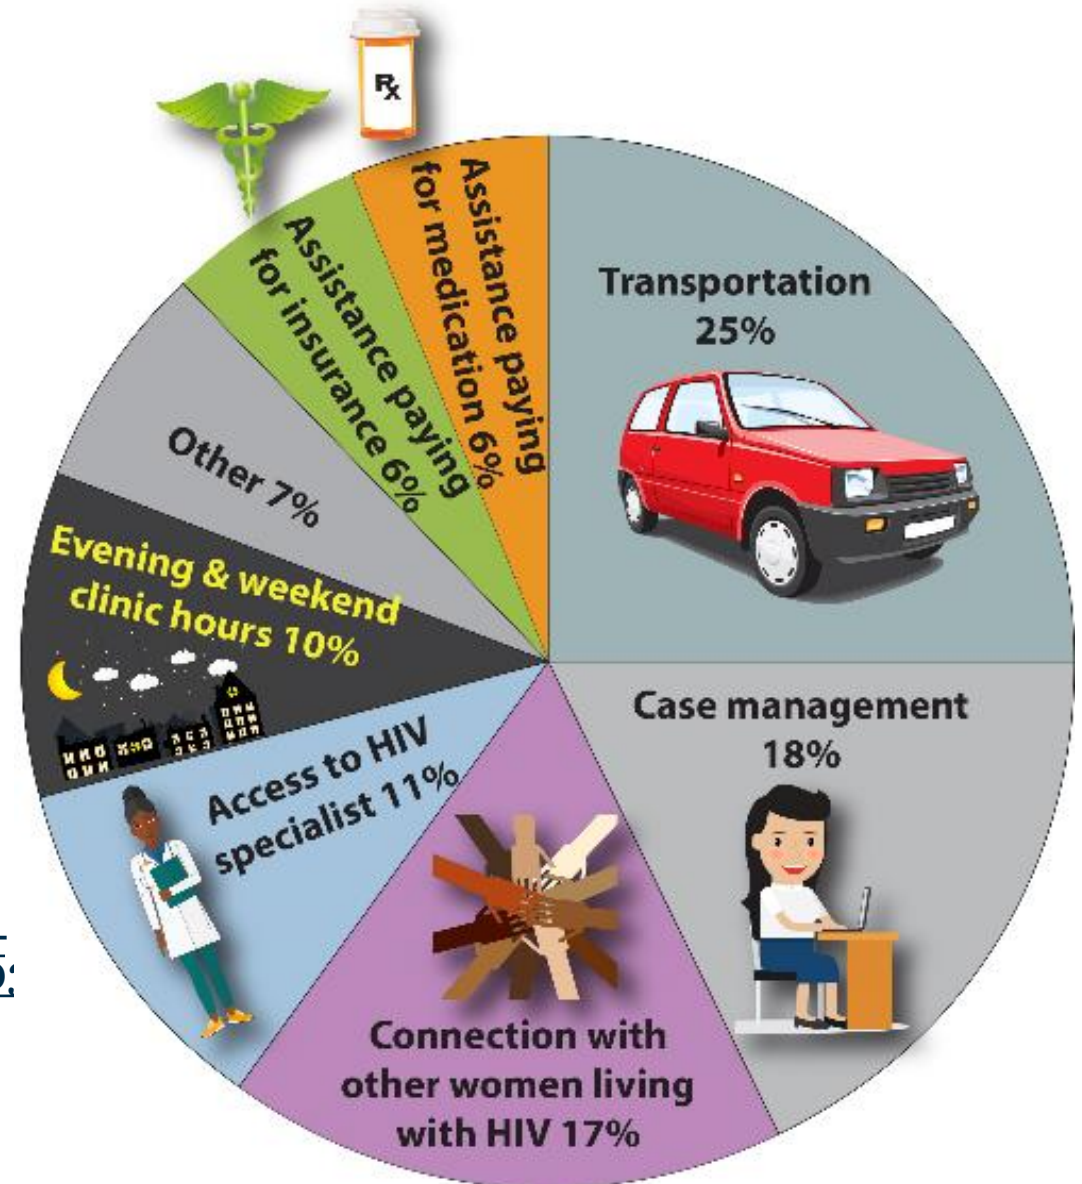 Rx
Assistance paying
for medication 6%
Transportation
25%
Case management
18%
Connection with
other women living
with HIV 17%
Access to HIV
specialist 11%
Evening & weekend
clinic hours 10%
Other 7%
Assistance paying
for insurance 6%